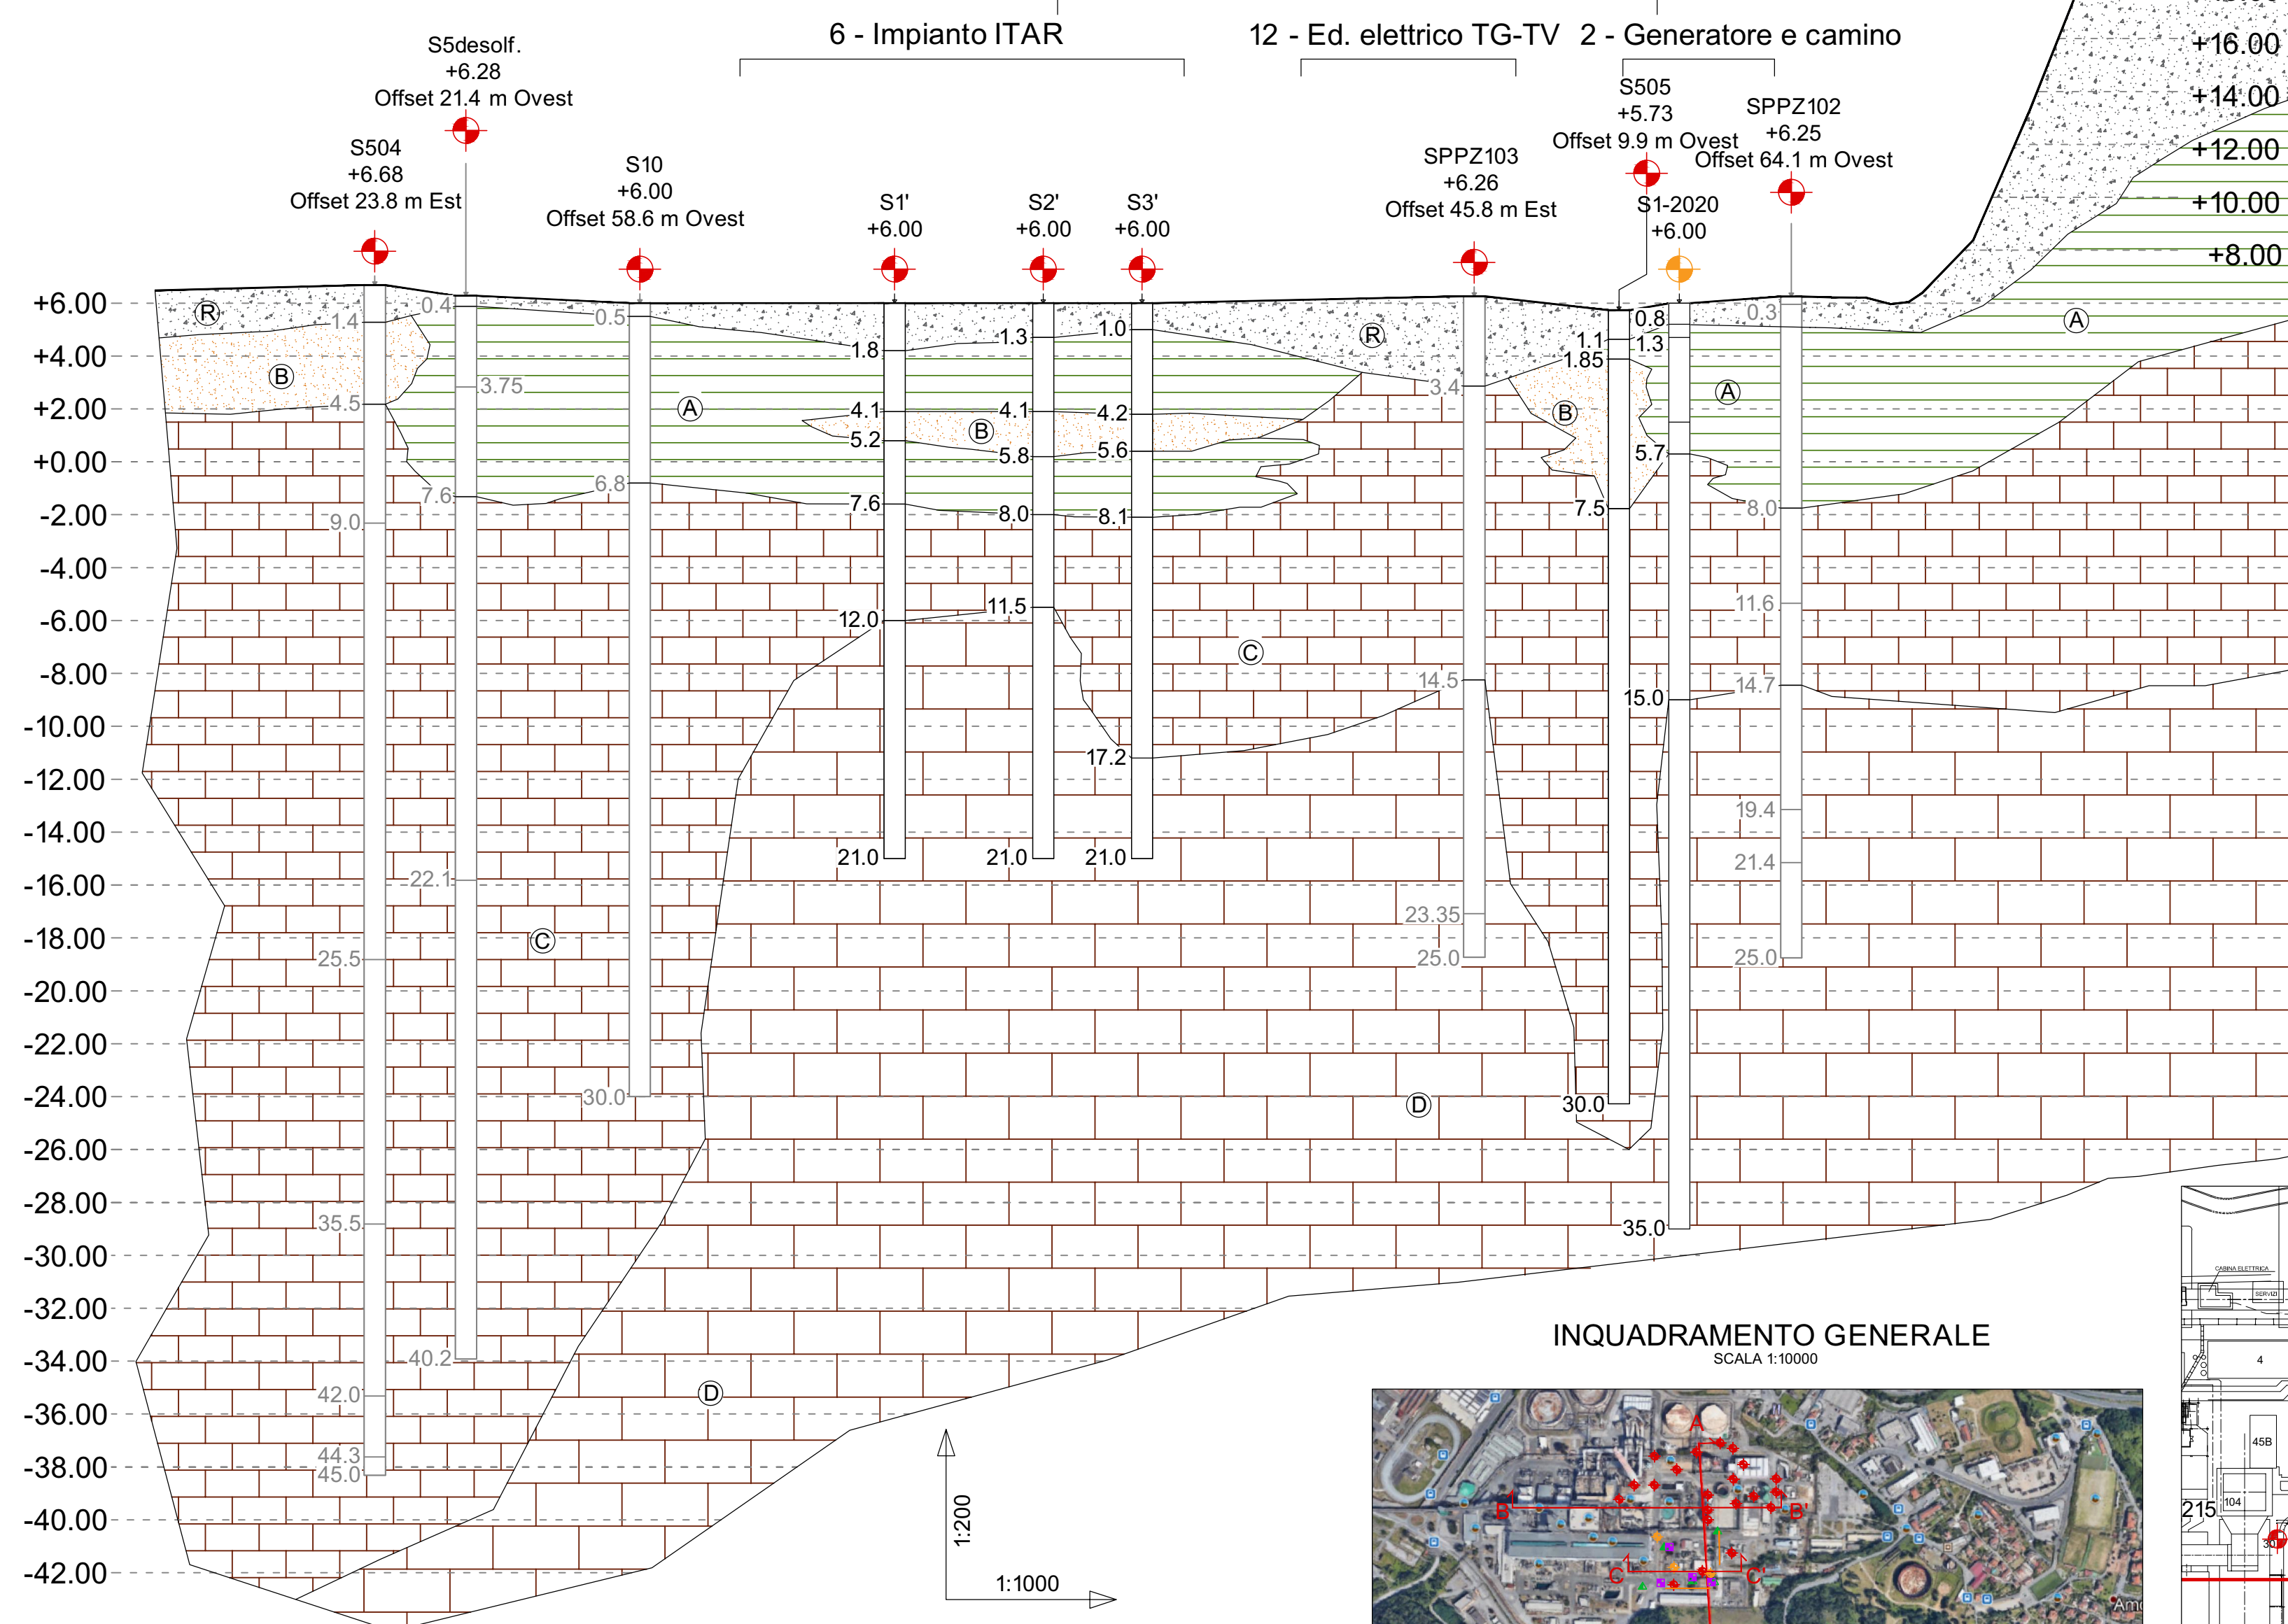 6 - Impianto ITAR
12 - Ed. elettrico TG-TV
2 - Generatore e camino
S5desolf.
+6.28
Offset 21.4 m Ovest
S504
+6.68
Offset 23.8 m Est
S10
+6.00
Offset 58.6 m Ovest
S1'
+6.00
S2'
+6.00
S3'
+6.00
SPPZ103
+6.26
Offset 45.8 m Est
S505
+5.73
Offset 9.9 m Ovest
S1-2020
+6.00
SPPZ102
+6.25
Offset 64.1 m Ovest
+16.00
+14.00
+12.00
+10.00
+8.00
+6.00
+4.00
+2.00
+0.00
-2.00
-4.00
-6.00
-8.00
-10.00
-12.00
-14.00
-16.00
-18.00
-20.00
-22.00
-24.00
-26.00
-28.00
-30.00
-32.00
-34.00
-36.00
-38.00
-40.00
-42.00
R
B
1.4
4.5
9.0
25.5
35.5
42.0
44.3
45.0
0.4
3.75
7.6
22.1
40.2
C
0.5
6.8
30.0
A
D
1.8
4.1
5.2
7.6
12.0
21.0
B
1.3
4.1
5.8
8.0
11.5
21.0
1.0
4.2
5.6
8.1
17.2
21.0
C
R
3.4
14.5
23.35
25.0
D
B
1.1
1.85
7.5
30.0
0.8
1.3
5.7
15.0
35.0
A
0.3
8.0
11.6
14.7
19.4
21.4
25.0
A
1:200
1:1000
INQUADRAMENTO GENERALE
SCALA 1:10000
A
B
B'
C
C'
CABINA ELETTRICA
SERVIZI
4
45B
104
215
30